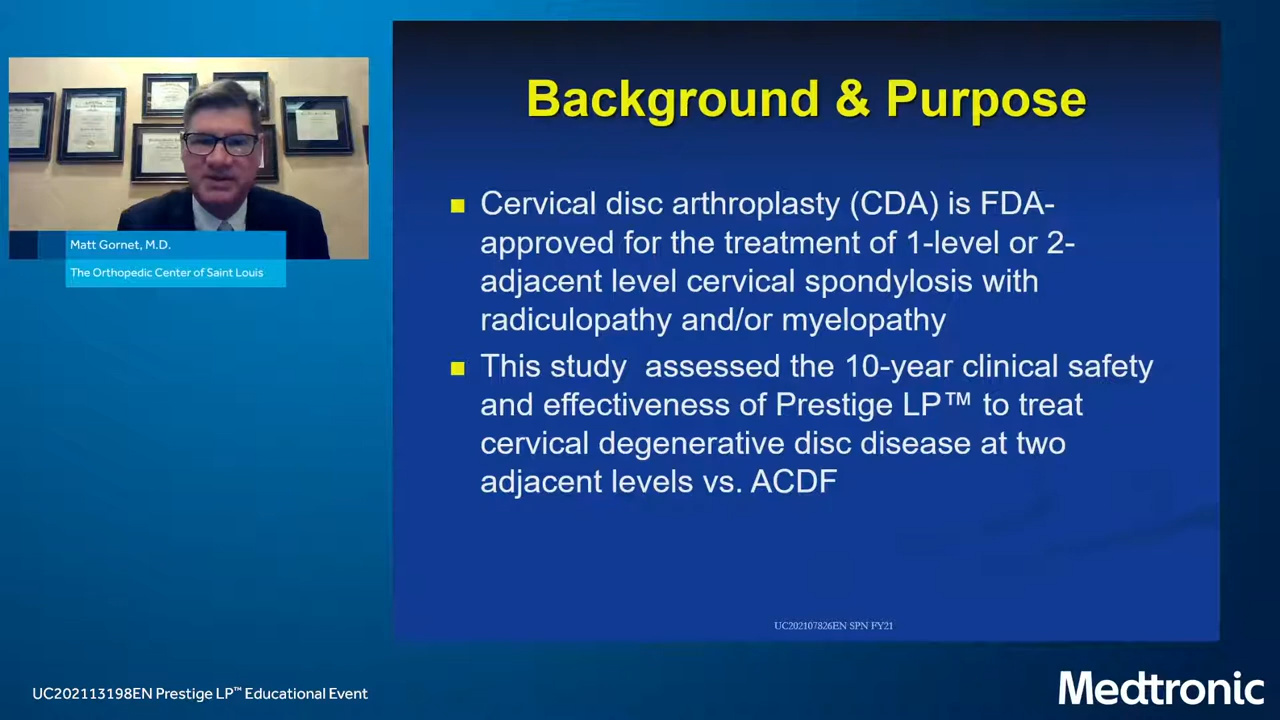 Background & Purpose
Cervical disc arthroplasty (CDA) is FDA-
approved for the treatment of 1-level or 2-
adjacent level cervical spondylosis with
radiculopathy and/or myelopathy
This study assessed the 10-year clinical safety
and effectiveness of Prestige LP™ to treat
cervical degenerative disc disease at two
adjacent levels vs. ACDF
UC202107826EN SPN FY21
Matt Gornet, M.D.
The Orthopedic Center of Saint Louis
UC202113198EN Prestige LP™ Educational Event
Medtronic